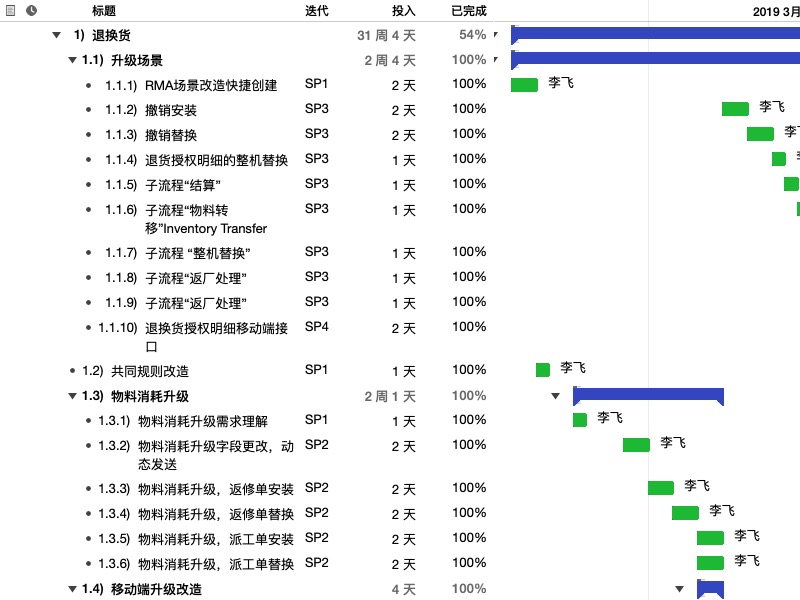 标题 迭代 投入 已完成 2019 3月
1) 退换货 31 周 4 天 54%
1.1) 升级场景 2 周 4 天 100%
1.1.1) RMA场景改造快捷创建 SP1 2 天 100% 李飞
1.1.2) 撤销安装 SP3 2 天 100% 李飞
1.1.3) 撤销替换 SP3 2 天 100% 李
1.1.4) 退货授权明细的整机替换 SP3 1 天 100%
1.1.5) 子流程“结算” SP3 1 天 100%
1.1.6) 子流程“物料转 SP3 1 天 100%
移”Inventory Transfer
1.1.7) 子流程 “整机替换” SP3 1 天 100%
1.1.8) 子流程“返厂处理” SP3 1 天 100%
1.1.9) 子流程“返厂处理” SP3 1 天 100%
1.1.10) 退换货授权明细移动端接 SP4 2 天 100%
口
1.2) 共同规则改造 SP1 1 天 100% 李飞
1.3) 物料消耗升级 2 周 1 天 100%
1.3.1) 物料消耗升级需求理解 SP1 1 天 100% 李飞
1.3.2) 物料消耗升级字段更改，动 SP2 2 天 100% 李飞
态发送
1.3.3) 物料消耗升级，返修单安装 SP2 2 天 100% 李飞
1.3.4) 物料消耗升级，返修单替换 SP2 2 天 100% 李飞
1.3.5) 物料消耗升级，派工单安装 SP2 2 天 100% 李飞
1.3.6) 物料消耗升级，派工单替换 SP2 2 天 100% 李飞
1.4) 移动端升级改造 4 天 100%